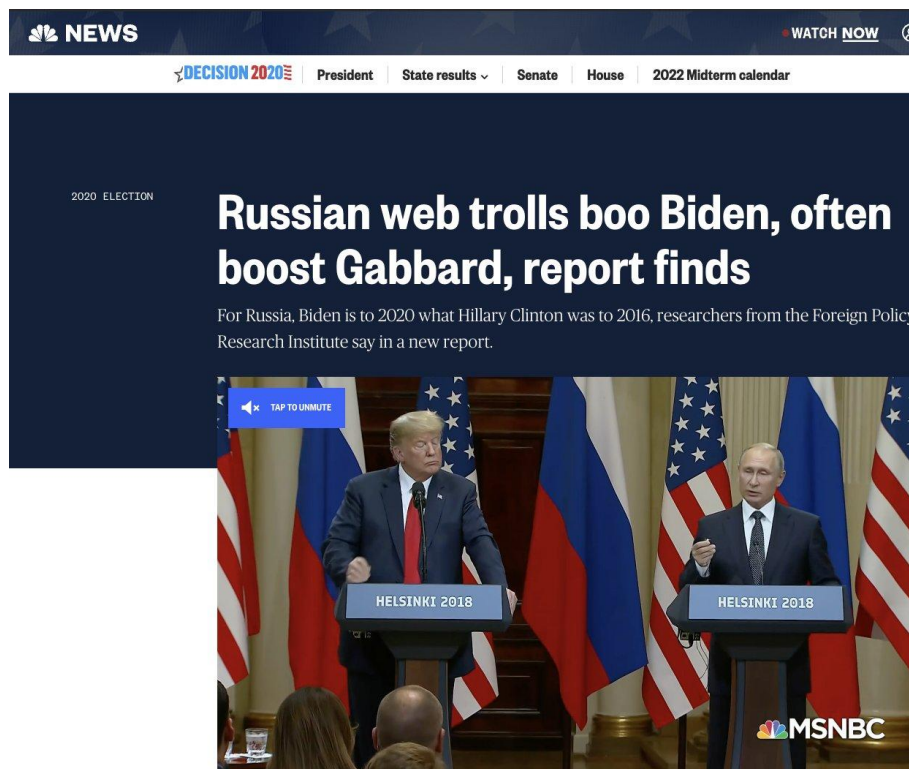 NEWS
WATCH NOW
DECISION 2020
President
State results
Senate
House
2022 Midterm calendar
2020 ELECTION
Russian web trolls boo Biden, often
boost Gabbard, report finds
For Russia, Biden is to 2020 what Hillary Clinton was to 2016, researchers from the Foreign Policy
Research Institute say in a new report.
TAP TO UNMUTE
HELSINKI 2018
HELSINKI 2018
MSNBC